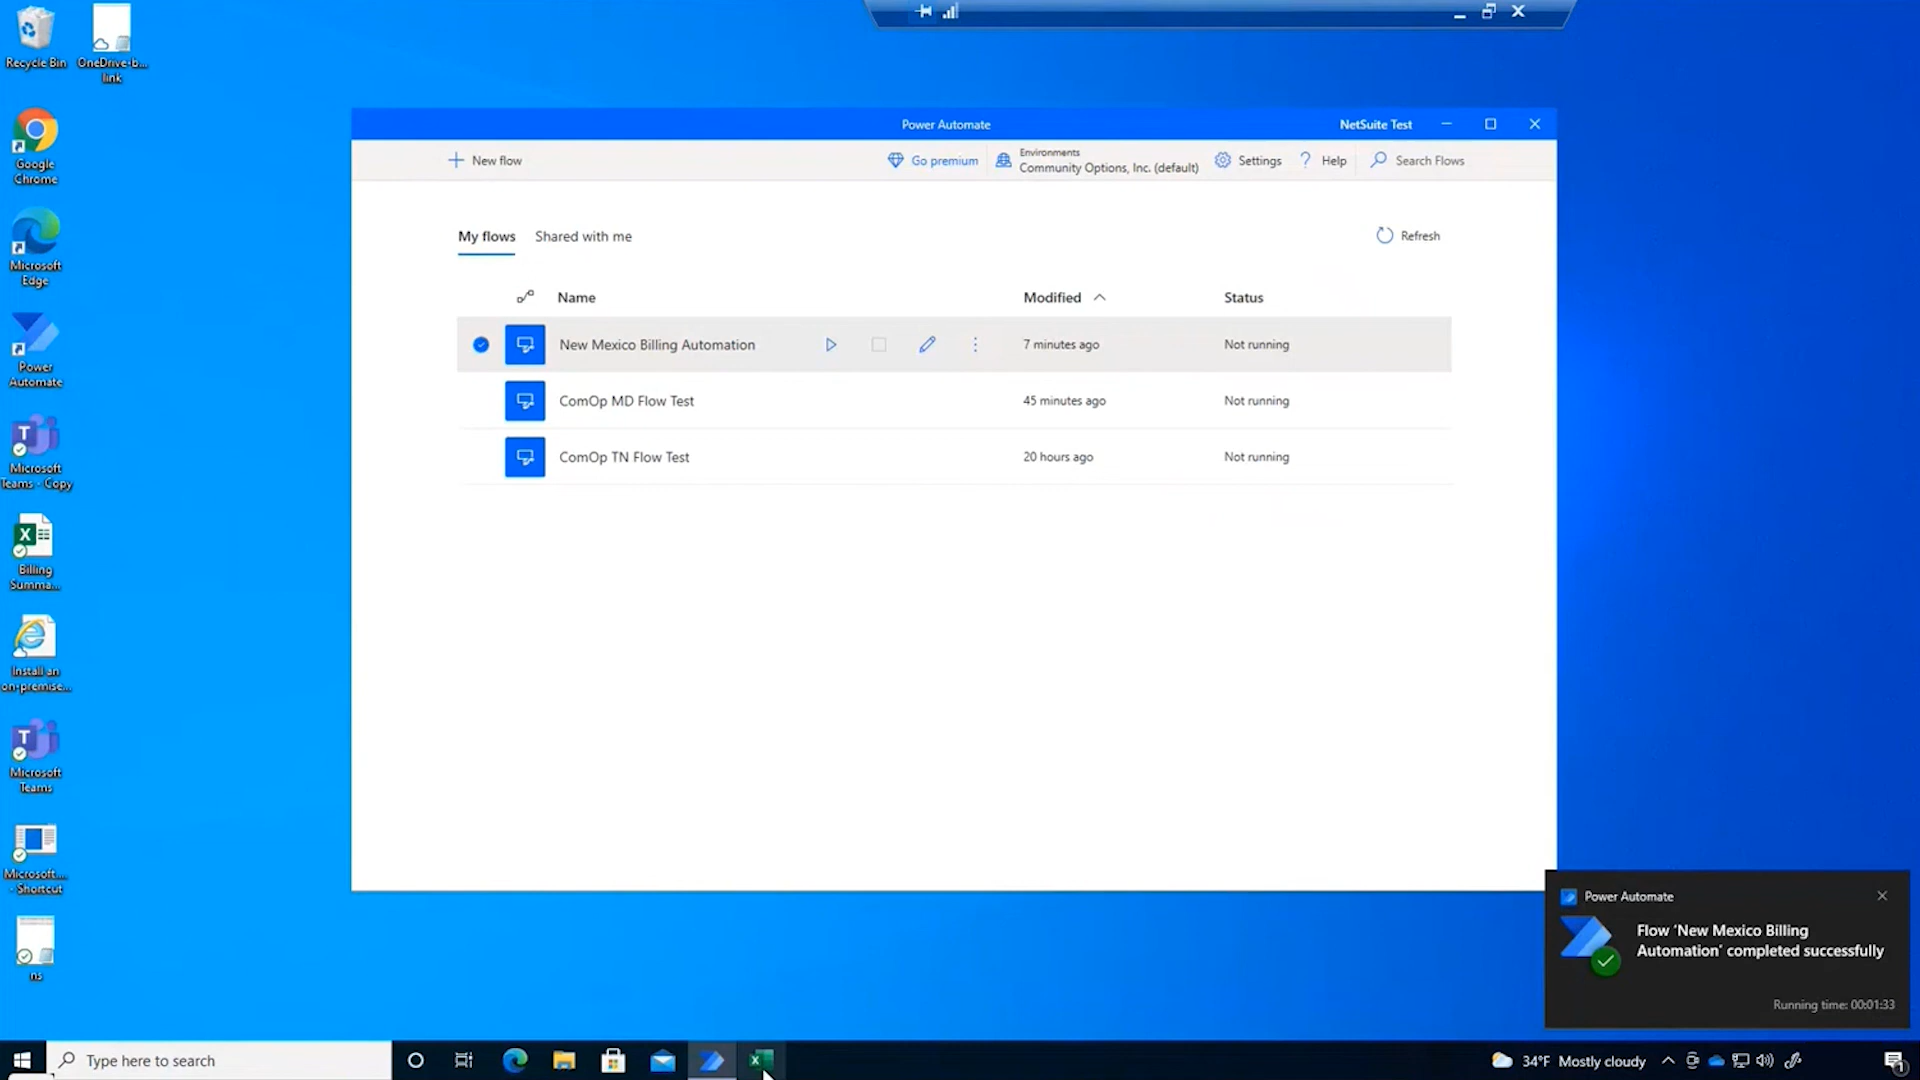 Recycle Bin
OneDrive-b...
link
Google
Chrome
Microsoft
Edge
Power
Automate
Microsoft
Teams - Copy
Billing
Summa...
Install an
on-premise...
Microsoft
Teams
Microsoft....
- Shortcut
ns
Power Automate
NetSuite Test
New flow
Go premium
Environments
Community Options, Inc. (default)
Settings
Help
Search Flows
My flows
Shared with me
Refresh
Name
Modified
Status
New Mexico Billing Automation
7 minutes ago
Not running
ComOp MD Flow Test
45 minutes ago
Not running
ComOp TN Flow Test
20 hours ago
Not running
Power Automate
Flow 'New Mexico Billing
Automation' completed successfully
Running time: 00:01:33
Type here to search
34°F Mostly cloudy
1